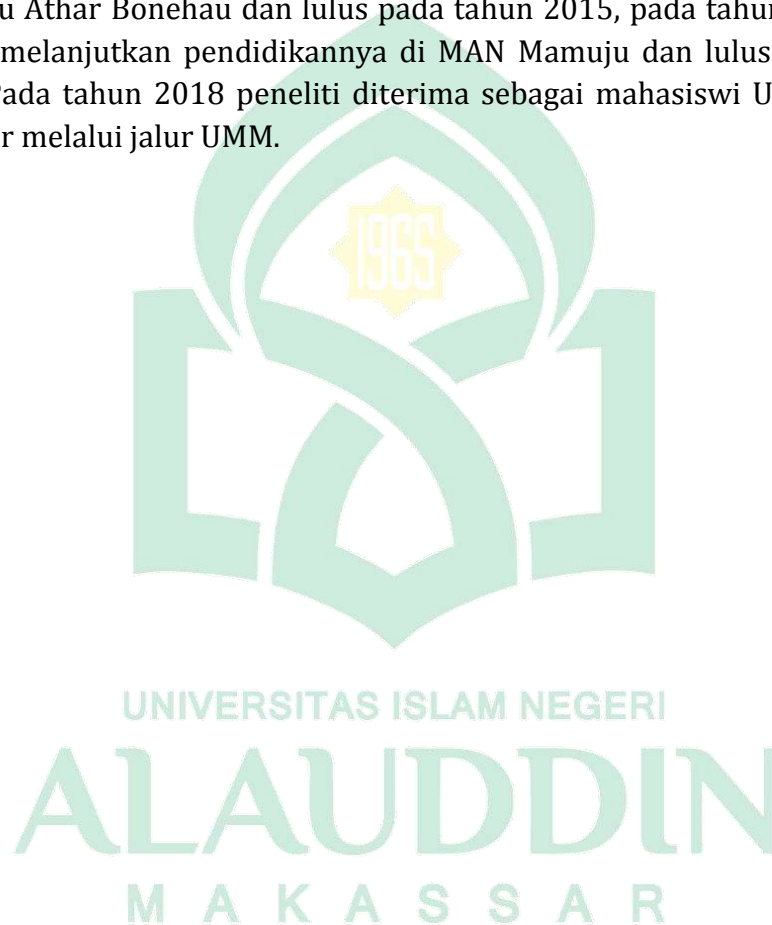 u Athar Bonehau dan lulus pada tahun 2015, pada tahun
melanjutkan pendidikannya di MAN Mamuju dan lulus
Pada tahun 2018 peneliti diterima sebagai mahasiswi U
r melalui jalur UMM.
1965
UNIVERSITAS ISLAM NEGERI
ALAUDDIN
MAKASSAR